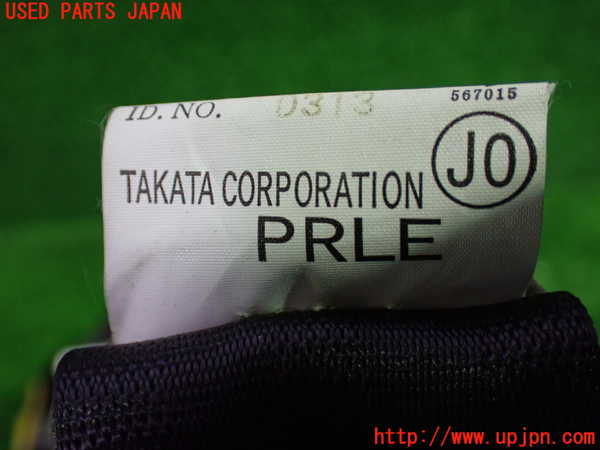 USED PARTS JAPAN
ID. NO. 0313
567015
TAKATA CORPORATION
JO
PRLE
http://www.upjpn.com/